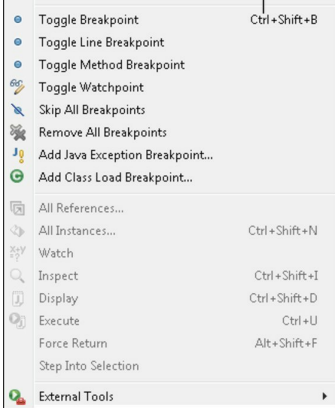 Toggle Breakpoint Ctrl+Shift+B
Toggle Line Breakpoint
Toggle Method Breakpoint
Toggle Watchpoint
Skip All Breakpoints
Remove All Breakpoints
Add Java Exception Breakpoint...
Add Class Load Breakpoint...
All References...
All Instances... Ctrl+Shift+N
Watch
Inspect Ctrl+Shift+I
Display Ctrl+Shift+D
Execute Ctrl+U
Force Return Alt+Shift+F
Step Into Selection
External Tools